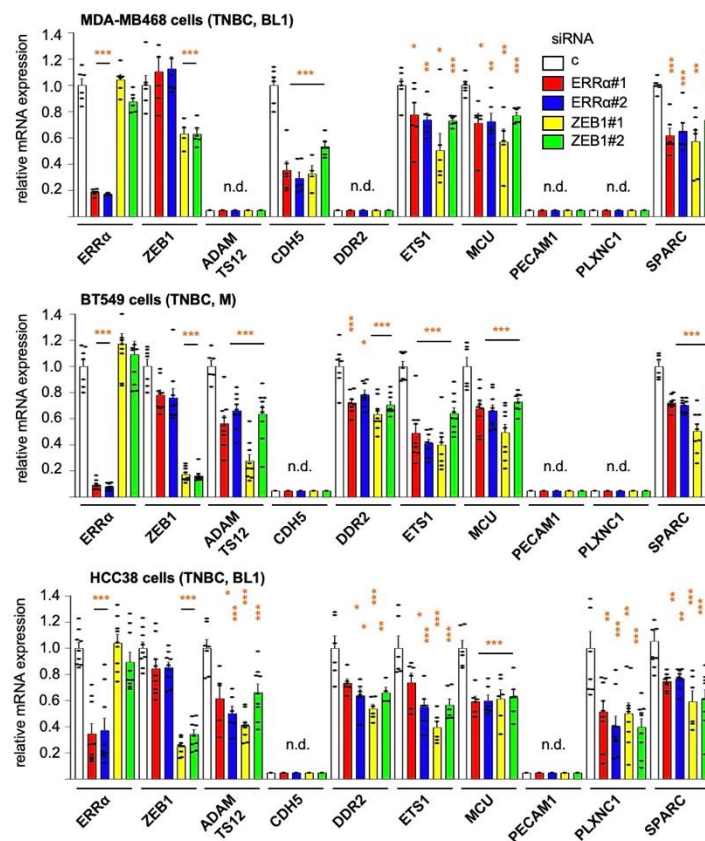 MDA-MB468 cells (TNBC, BL1)
relative mRNA expression
1.4
1.2
1.0
0.8
0.6
0.4
0.2
***
***
n.d.
***
n.d.
* ** * ***
* ** ** ***
n.d.
n.d.
*** *** **
siRNA
c
ERRα#1
ERRα#2
ZEB1#1
ZEB1#2
ERRα
ZEB1
ADAM
TS12
CDH5
DDR2
ETS1
MCU
PECAM1
PLXNC1
SPARC
BT549 cells (TNBC, M)
relative mRNA expression
1.4
1.2
1.0
0.8
0.6
0.4
0.2
***
***
***
n.d.
*** * ***
***
***
n.d.
n.d.
***
ERRα
ZEB1
ADAM
TS12
CDH5
DDR2
ETS1
MCU
PECAM1
PLXNC1
SPARC
HCC38 cells (TNBC, BL1)
relative mRNA expression
1.4
1.2
1.0
0.8
0.6
0.4
0.2
***
***
* *** *** ***
n.d.
* * *** **
* *** *** ***
***
n.d.
** *** ** ***
** ** *** ***
ERRα
ZEB1
ADAM
TS12
CDH5
DDR2
ETS1
MCU
PECAM1
PLXNC1
SPARC